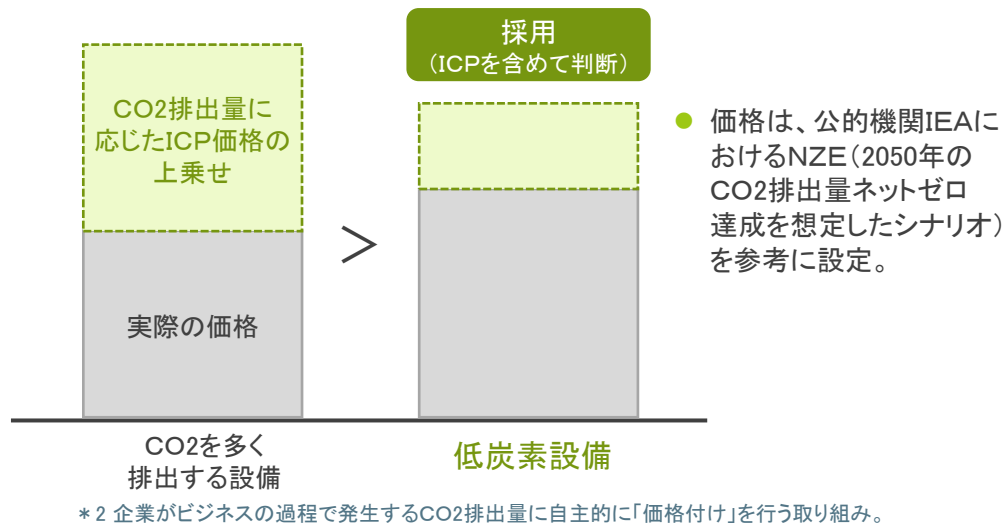 採用
（ICPを含めて判断）
CO2排出量に
応じたICP価格の
上乗せ
実際の価格
＞
CO2を多く
排出する設備
低炭素設備
● 価格は、公的機関IEAに
おけるNZE（2050年の
CO2排出量ネットゼロ
達成を想定したシナリオ）
を参考に設定。
＊2 企業がビジネスの過程で発生するCO2排出量に自主的に「価格付け」を行う取り組み。